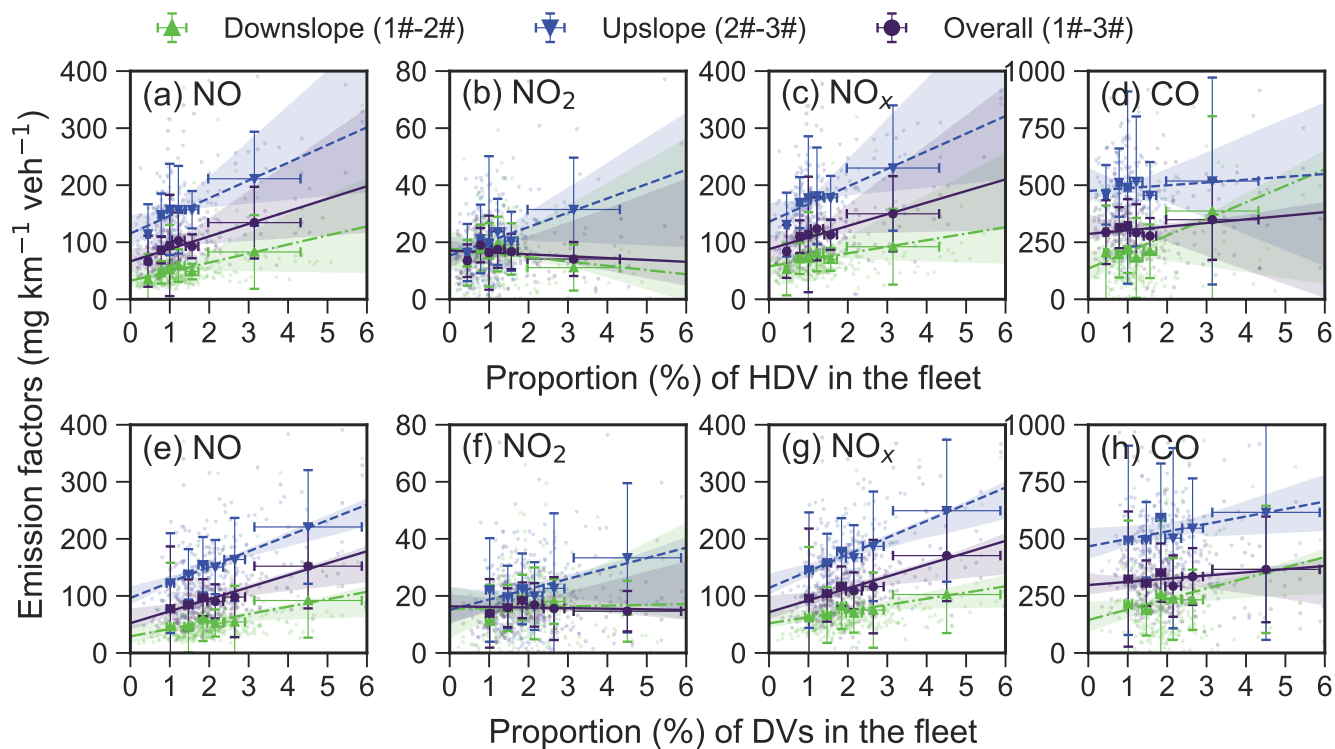 Downslope (1#-2#) Upslope (2#-3#) Overall (1#-3#)
Emission factors (mg km⁻¹ veh⁻¹)
(a) NO
400
300
200
100
0
0 1 2 3 4 5 6
(b) NO₂
80
60
40
20
0
0 1 2 3 4 5 6
(c) NOₓ
400
300
200
100
0
0 1 2 3 4 5 6
(d) CO
1000
750
500
250
0
0 1 2 3 4 5 6
Proportion (%) of HDV in the fleet
(e) NO
400
300
200
100
0
0 1 2 3 4 5 6
(f) NO₂
80
60
40
20
0
0 1 2 3 4 5 6
(g) NOₓ
400
300
200
100
0
0 1 2 3 4 5 6
(h) CO
1000
750
500
250
0
0 1 2 3 4 5 6
Proportion (%) of DVs in the fleet